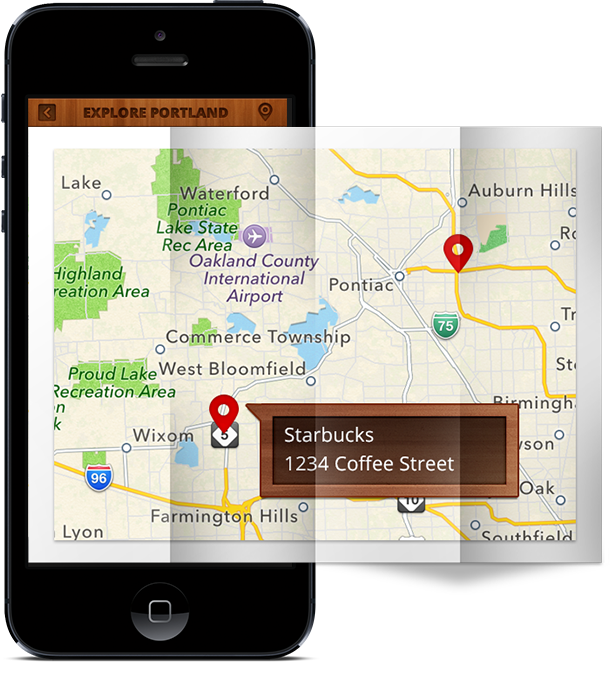 EXPLORE PORTLAND
Lake
Waterford
Auburn Hills
Pontiac
Lake State
Rec Area
Ro
Oakland County
International
Airport
Highland
reation Area
Pontiac
75
Tr
Commerce Township
West Bloomfield
Ste
Proud Lake
Recreation Area
n
k
Birmingha
Starbucks
1234 Coffee Street
Wixom
5
wson
96
Oak
10
Farmington Hills
Lyon
Southfield